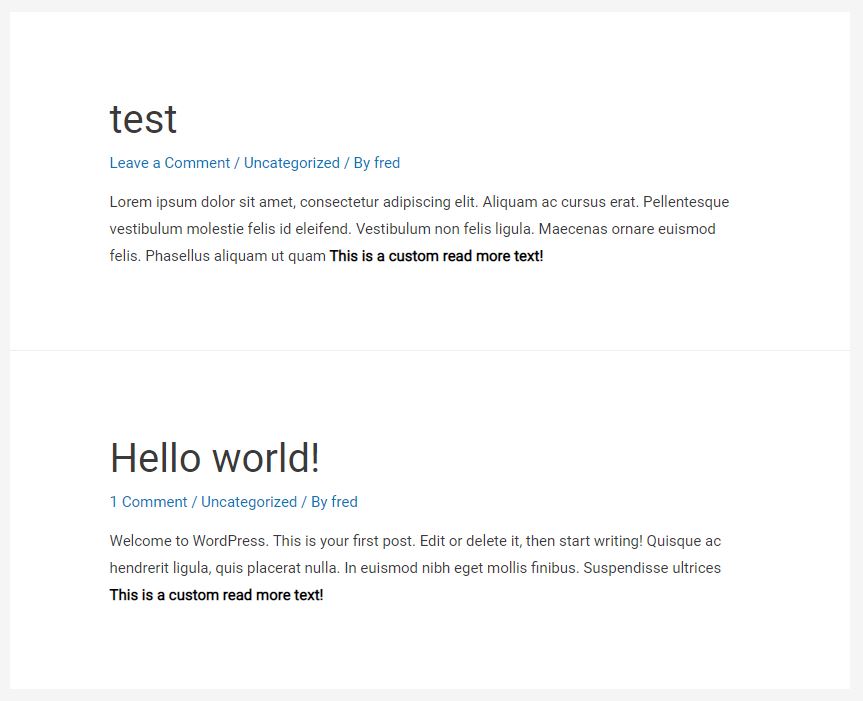 test
Leave a Comment / Uncategorized / By fred
Lorem ipsum dolor sit amet, consectetur adipiscing elit. Aliquam ac cursus erat. Pellentesque
vestibulum molestie felis id eleifend. Vestibulum non felis ligula. Maecenas ornare euismod
felis. Phasellus aliquam ut quam This is a custom read more text!
Hello world!
1 Comment / Uncategorized / By fred
Welcome to WordPress. This is your first post. Edit or delete it, then start writing! Quisque ac
hendrerit ligula, quis placerat nulla. In euismod nibh eget mollis finibus. Suspendisse ultrices
This is a custom read more text!